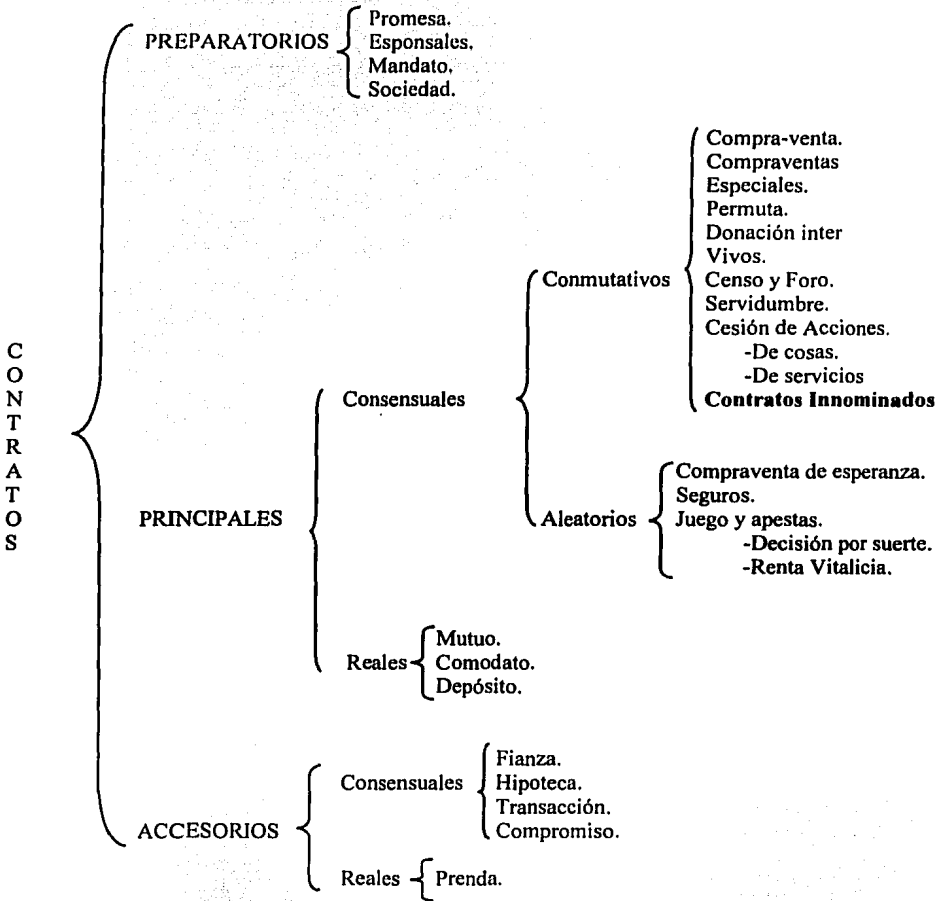 CONTRATOS
PREPARATORIOS
Promesa.
Esponsales.
Mandato.
Sociedad.
PRINCIPALES
Consensuales
Conmutativos
Compra-venta.
Compraventas
Especiales.
Permuta.
Donación inter
Vivos.
Censo y Foro.
Servidumbre.
Cesión de Acciones.
-De cosas.
-De servicios
Contratos Innominados
Aleatorios
Compraventa de esperanza.
Seguros.
Juego y apestas.
-Decisión por suerte.
-Renta Vitalicia.
Reales
Mutuo.
Comodato.
Depósito.
ACCESORIOS
Consensuales
Fianza.
Hipoteca.
Transacción.
Compromiso.
Reales
Prenda.